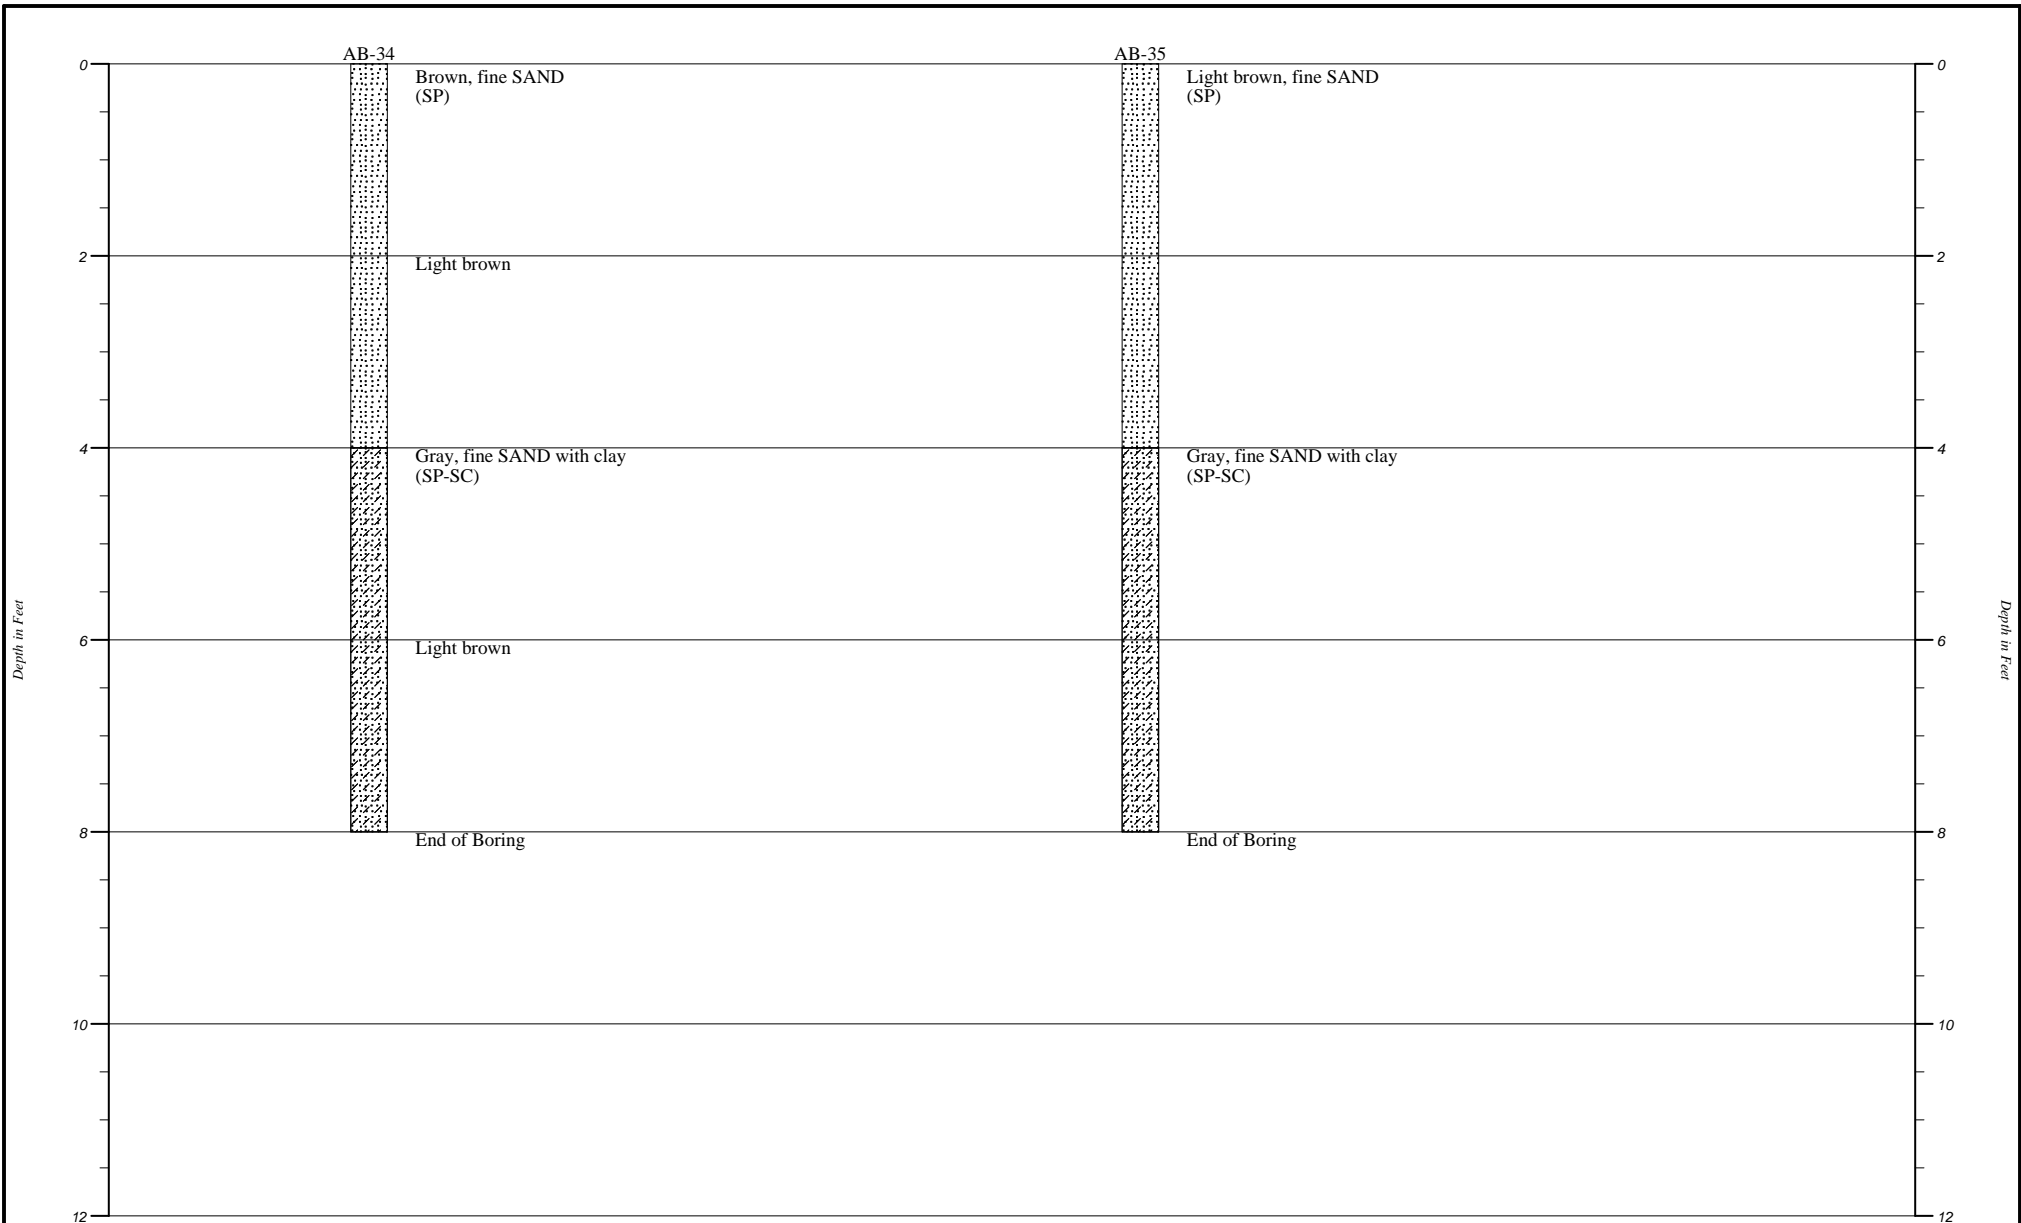 AB-34
AB-35
0
Brown, fine SAND
(SP)
Light brown, fine SAND
(SP)
0
2
Light brown
2
4
Gray, fine SAND with clay
(SP-SC)
Gray, fine SAND with clay
(SP-SC)
4
Depth in Feet
Depth in Feet
6
Light brown
6
8
End of Boring
End of Boring
8
10
10
12
12